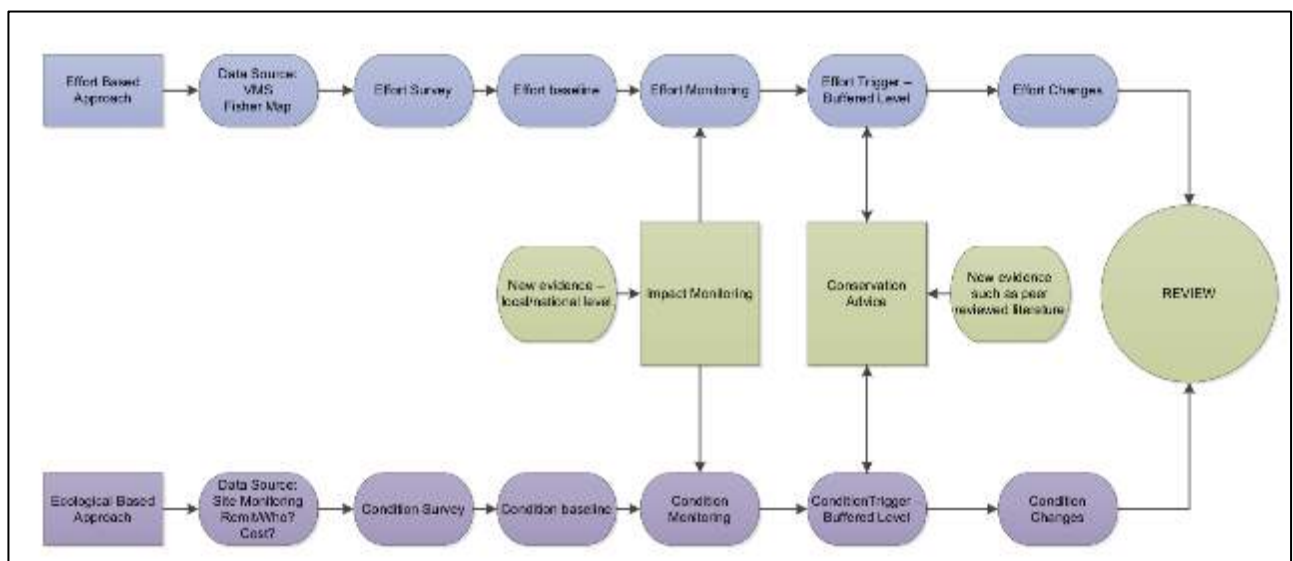 Effort Based
Approach
Data Source:
VMS
Fisher Map
Effort Survey
Effort baseline
Effort Monitoring
Effort Trigger –
Buffered Level
Effort Changes
New evidence –
local/national level
Impact Monitoring
Conservation
Advice
New evidence
such as peer
reviewed literature
REVIEW
Ecological Based
Approach
Data Source:
Site Monitoring
Remit/Who?
Cost?
Condition Survey
Condition baseline
Condition
Monitoring
ConditionTrigger –
Buffered Level
Condition
Changes